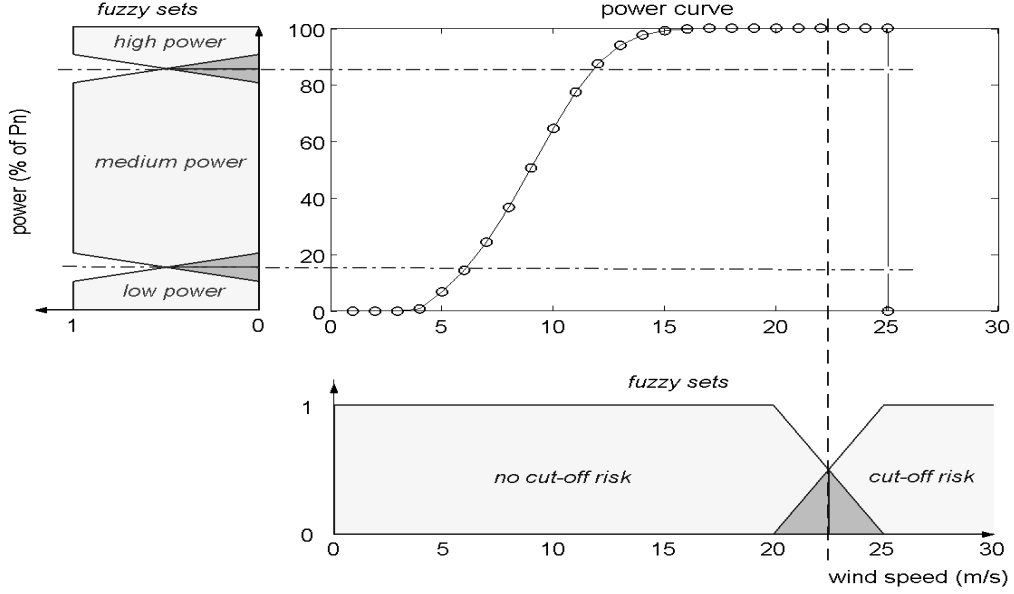 fuzzy sets
power curve
high power
medium power
low power
power (% of Pn)
1
0
100
80
60
40
20
0
0
5
10
15
20
25
30
fuzzy sets
1
0
no cut-off risk
cut-off risk
0
5
10
15
20
25
30
wind speed (m/s)